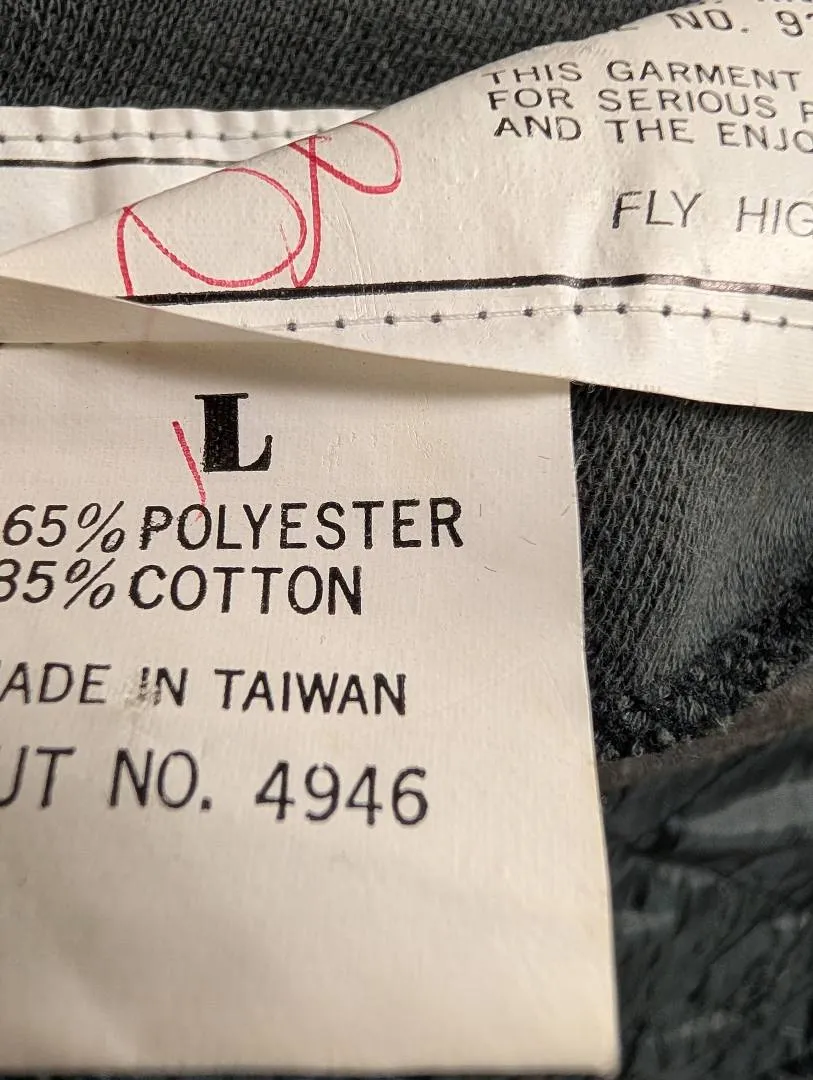 NO. 9
THIS GARMENT
FOR SERIOUS
AND THE ENJO
FLY HIG
L
65% POLYESTER
35% COTTON
ADE IN TAIWAN
UT NO. 4946